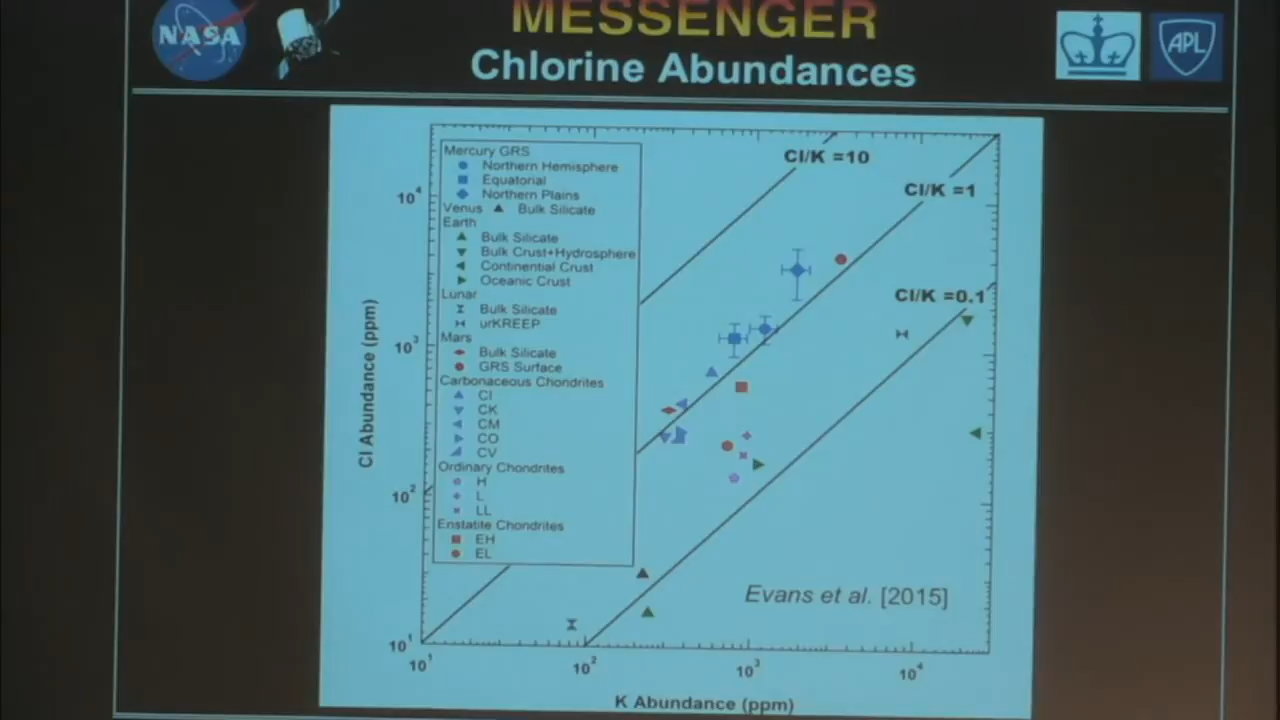 MESSENGER
Chlorine Abundances
NASA
APL
Mercury GRS
Northern Hemisphere
Equatorial
Northern Plains
Venus Bulk Silicate
Earth
Bulk Silicate
Bulk Crust+Hydrosphere
Continential Crust
Oceanic Crust
Lunar
Bulk Silicate
urKREEP
Mars
Bulk Silicate
GRS Surface
Carbonaceous Chondrites
CI
CK
CM
CO
CV
Ordinary Chondrites
H
L
LL
Enstatite Chondrites
EH
EL
Cl/K =10
Cl/K =1
Cl/K =0.1
Evans et al. [2015]
Cl Abundance (ppm)
10⁴
10³
10²
10¹
10¹ 10² 10³ 10⁴
K Abundance (ppm)